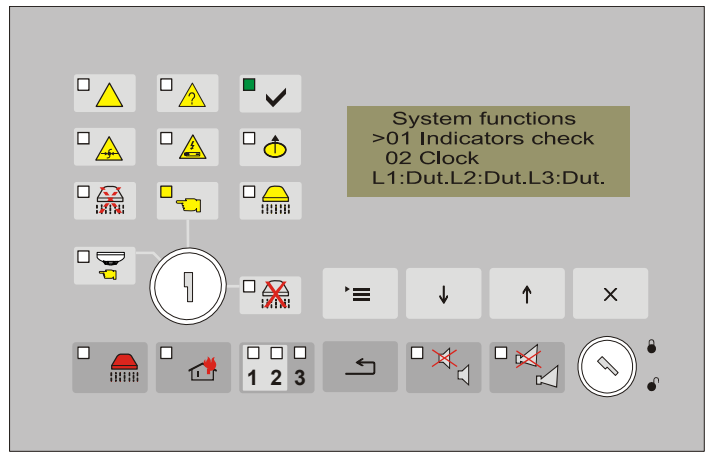 ?
System functions
>01 Indicators check
02 Clock
L1:Dut.L2:Dut.L3:Dut.
1 2 3